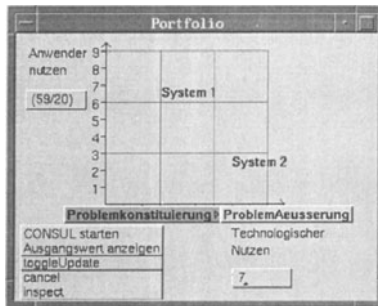 Portfolio
Anwender
nutzen
(59/20)
9
8
7
6
5
4
3
2
1
System 1
System 2
Problemkonstituierung
ProblemAeusserung
CONSUL starten
Ausgangswert anzeigen
toggleUpdate
cancel
inspect
Technologischer
Nutzen
7